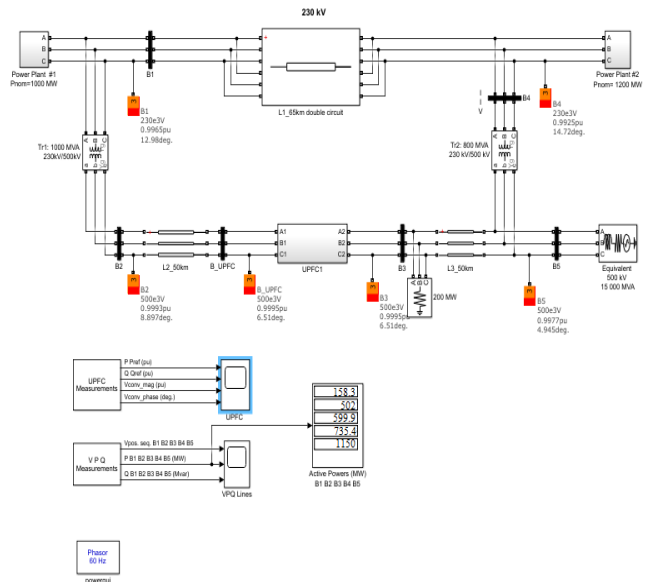 230 kV
A
B
C
Power Plant #1
Pnom=1000 MW
B1
+
L1_65km double circuit
A
B
C
Power Plant #2
Pnom= 1200 MW
I
I
V
B4
3
B1
230e3V
0.9965pu
12.98deg.
3
B4
230e3V
0.9925pu
14.72deg.
Tr1: 1000 MVA
230kV/500kV
A B C
a b c
Tr2: 800 MVA
230 kV/500 kV
A B C
a b c
B2
+
L2_50km
B_UPFC
A1
B1
C1
A2
B2
C2
UPFC1
B3
+
L3_50km
B5
A
B
C
Equivalent
500 kV
15 000 MVA
3
B2
500e3V
0.9993pu
8.897deg.
3
B_UPFC
500e3V
0.9995pu
6.51deg.
3
B3
500e3V
0.9995pu
6.51deg.
A B C
200 MW
3
B5
500e3V
0.9977pu
4.945deg.
UPFC
Measurements
P Pref (pu)
Q Qref (pu)
Vconv_mag (pu)
Vconv_phase (deg.)
UPFC
V P Q
Measurements
Vpos. seq. B1 B2 B3 B4 B5
P B1 B2 B3 B4 B5 (MW)
Q B1 B2 B3 B4 B5 (Mvar)
VPQ Lines
158.3
502
599.9
735.4
1150
Active Powers (MW)
B1 B2 B3 B4 B5
Phasor
60 Hz
powergui